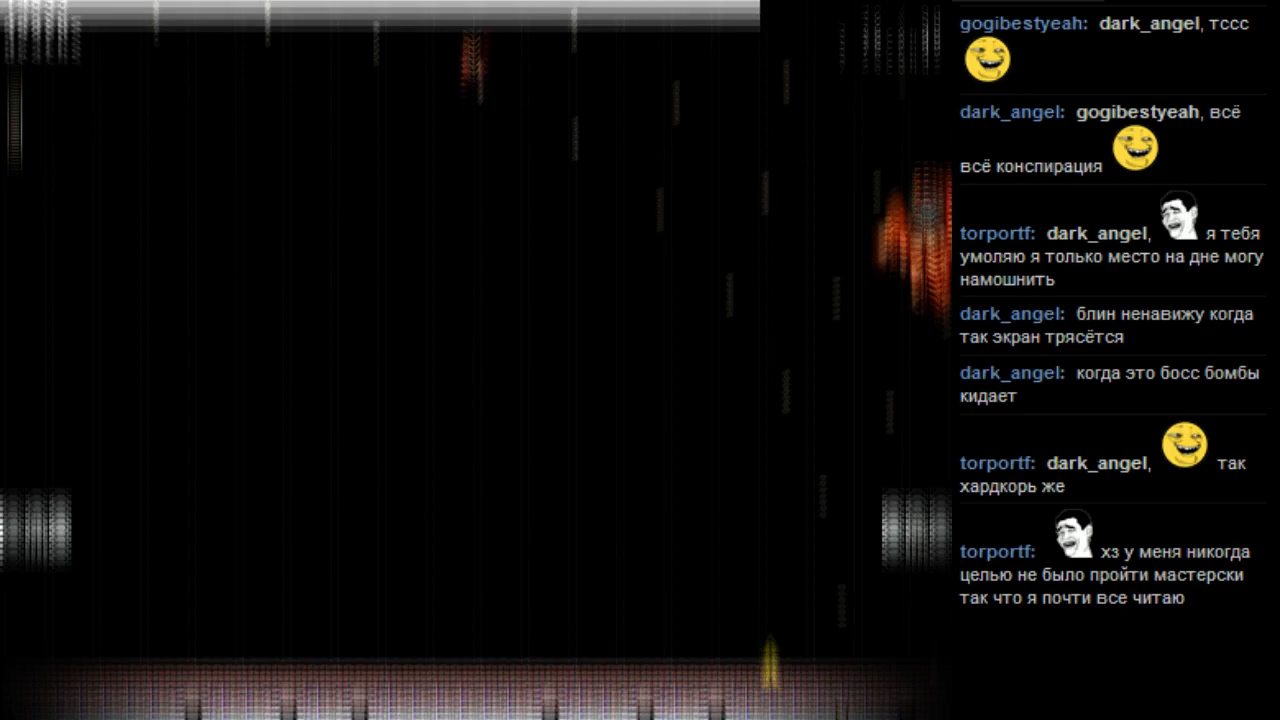 gogibestyeah: dark_angel, тссс
dark_angel: gogibestyeah, всё
всё конспирация
torportf: dark_angel, я тебя
умоляю я только место на дне могу
намошнить
dark_angel: блин ненавижу когда
так экран трясётся
dark_angel: когда это босс бомбы
кидает
torportf: dark_angel, так
хардкорь же
torportf: хз у меня никогда
целью не было пройти мастерски
так что я почти все читаю